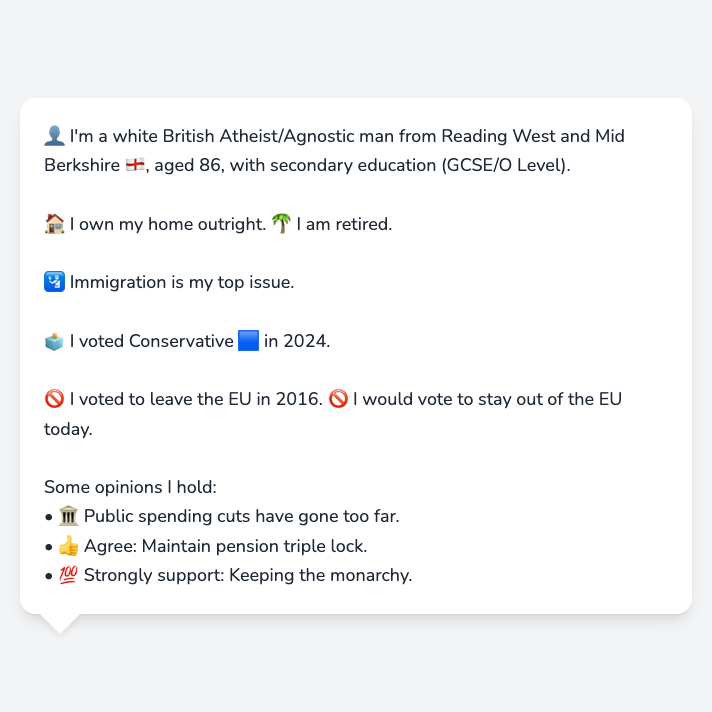 👤 I'm a white British Atheist/Agnostic man from Reading West and Mid
Berkshire 🏴󠁧󠁢󠁥󠁮󠁧󠁿, aged 86, with secondary education (GCSE/O Level).
🏠 I own my home outright. 🌴 I am retired.
🛂 Immigration is my top issue.
🗳️ I voted Conservative 🟦 in 2024.
🚫 I voted to leave the EU in 2016. 🚫 I would vote to stay out of the EU
today.
Some opinions I hold:
• 🏛️ Public spending cuts have gone too far.
• 👍 Agree: Maintain pension triple lock.
• 💯 Strongly support: Keeping the monarchy.